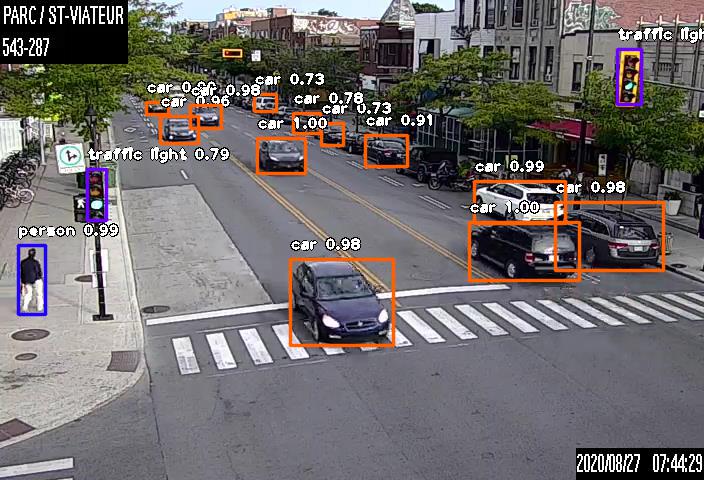 PARC / ST-VIATEUR
543-287
traffic ligh
car 0.98
car 0.73
car 0.96
car 0.78
car 0.73
car 1.00
car 0.91
traffic light 0.79
car 0.99
car 0.98
car 1.00
person 0.99
car 0.98
2020/08/27 07:44:29